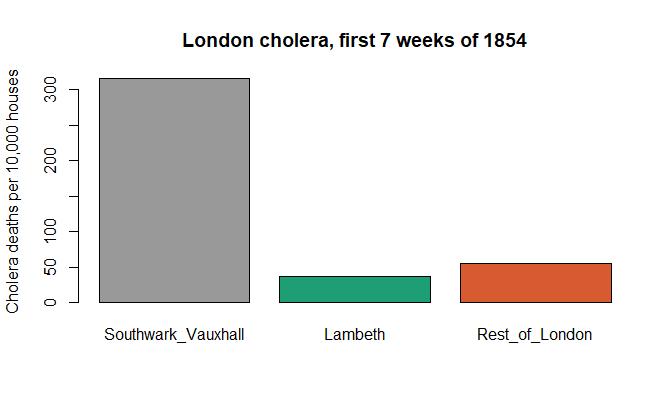 London cholera, first 7 weeks of 1854
Cholera deaths per 10,000 houses
300
200
100
50
0
Southwark_Vauxhall Lambeth Rest_of_London